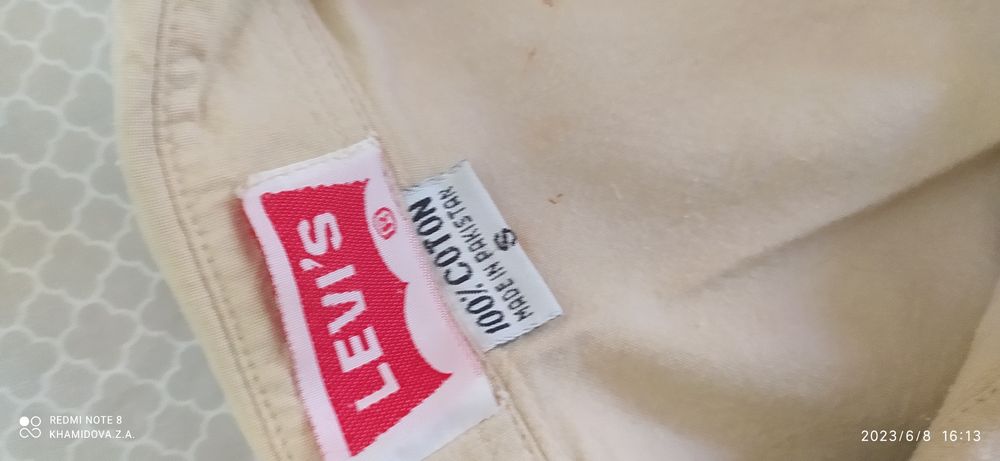 LEVI'S
®
100% COTON
MADE IN PAKISTAN
S
REDMI NOTE 8
KHAMIDOVA.Z.A.
2023/6/8 16:13